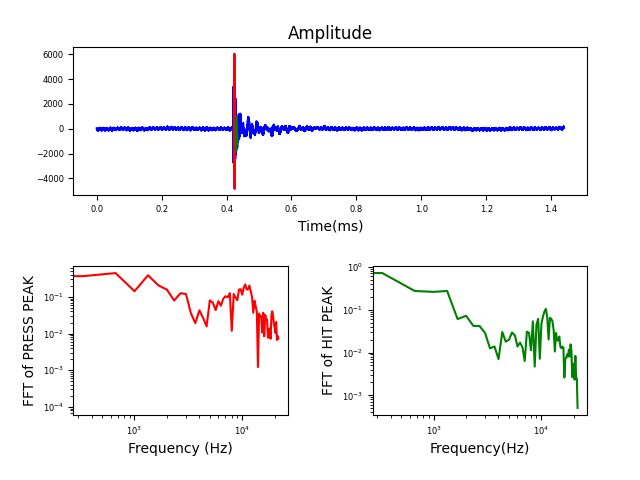 Amplitude
6000
4000
2000
0
−2000
−4000
0.0 0.2 0.4 0.6 0.8 1.0 1.2 1.4
Time(ms)
FFT of PRESS PEAK
10⁻¹
10⁻²
10⁻³
10⁻⁴
10³ 10⁴
Frequency (Hz)
FFT of HIT PEAK
10⁰
10⁻¹
10⁻²
10⁻³
10³ 10⁴
Frequency(Hz)